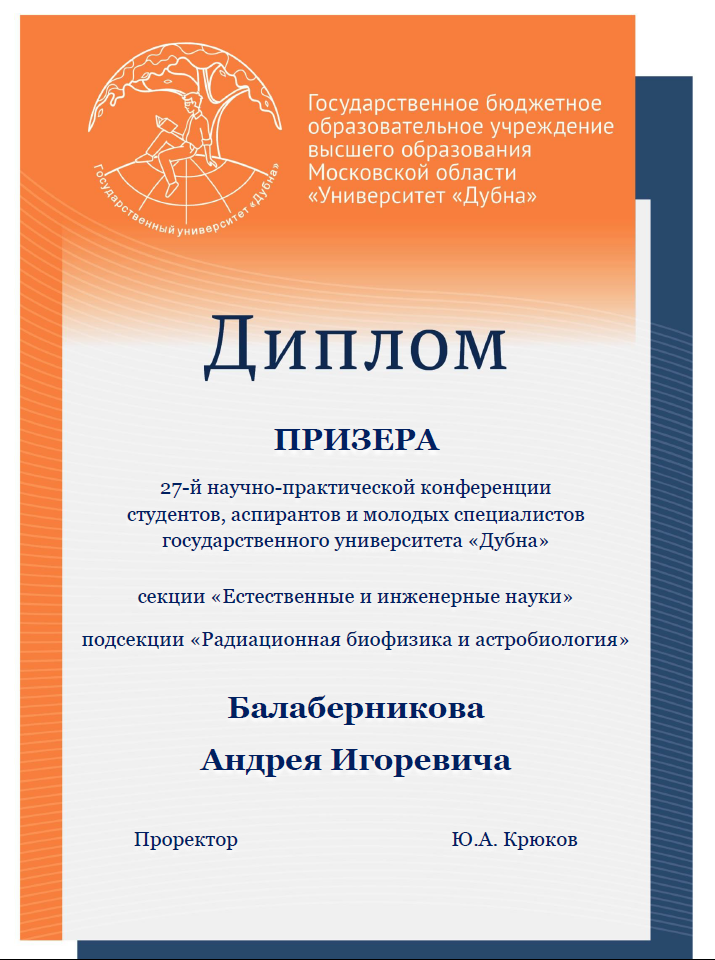 Государственный университет «Дубна»
Государственное бюджетное
образовательное учреждение
высшего образования
Московской области
«Университет «Дубна»
Диплом
ПРИЗЕРА
27-й научно-практической конференции
студентов, аспирантов и молодых специалистов
государственного университета «Дубна»
секции «Естественные и инженерные науки»
подсекции «Радиационная биофизика и астробиология»
Балаберникова
Андрея Игоревича
Проректор Ю.А. Крюков